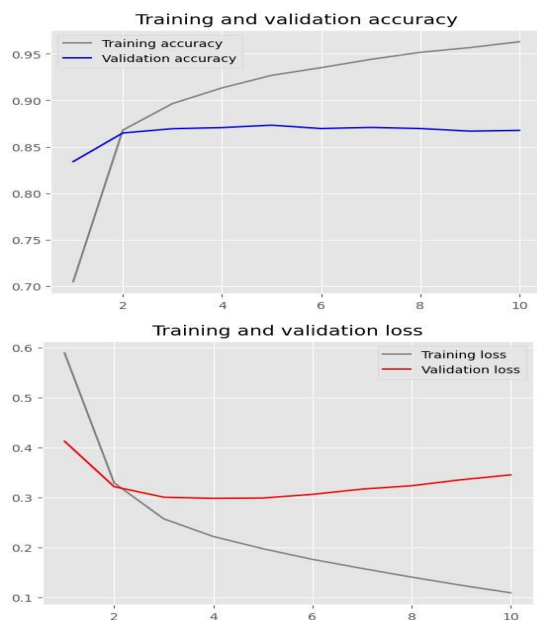 Training and validation accuracy
0.95
0.90
0.85
0.80
0.75
0.70
Training accuracy
Validation accuracy
2 4 6 8 10
Training and validation loss
0.6
0.5
0.4
0.3
0.2
0.1
Training loss
Validation loss
2 4 6 8 10